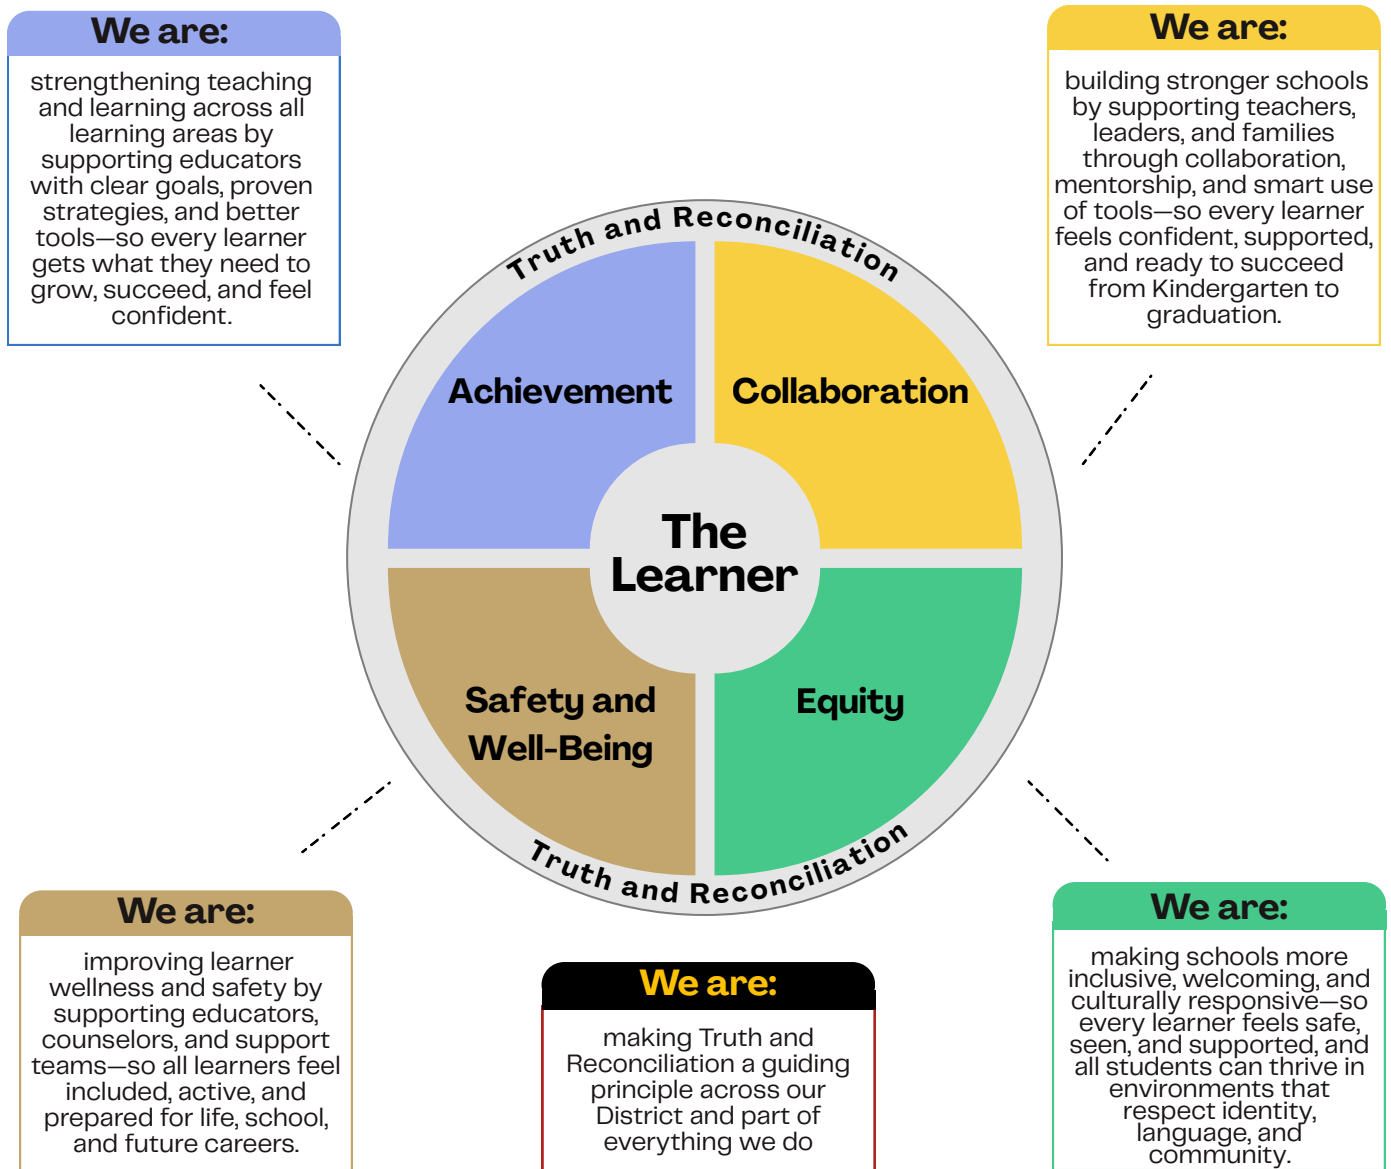 We are:
strengthening teaching
and learning across all
learning areas by
supporting educators
with clear goals, proven
strategies, and better
tools—so every learner
gets what they need to
grow, succeed, and feel
confident.
We are:
building stronger schools
by supporting teachers,
leaders, and families
through collaboration,
mentorship, and smart use
of tools—so every learner
feels confident, supported,
and ready to succeed
from Kindergarten to
graduation.
Truth and Reconciliation
Achievement
Collaboration
The
Learner
Safety and
Well-Being
Equity
Truth and Reconciliation
We are:
improving learner
wellness and safety by
supporting educators,
counselors, and support
teams—so all learners feel
included, active, and
prepared for life, school,
and future careers.
We are:
making Truth and
Reconciliation a guiding
principle across our
District and part of
everything we do
We are:
making schools more
inclusive, welcoming, and
culturally responsive—so
every learner feels safe,
seen, and supported, and
all students can thrive in
environments that
respect identity,
language, and
community.